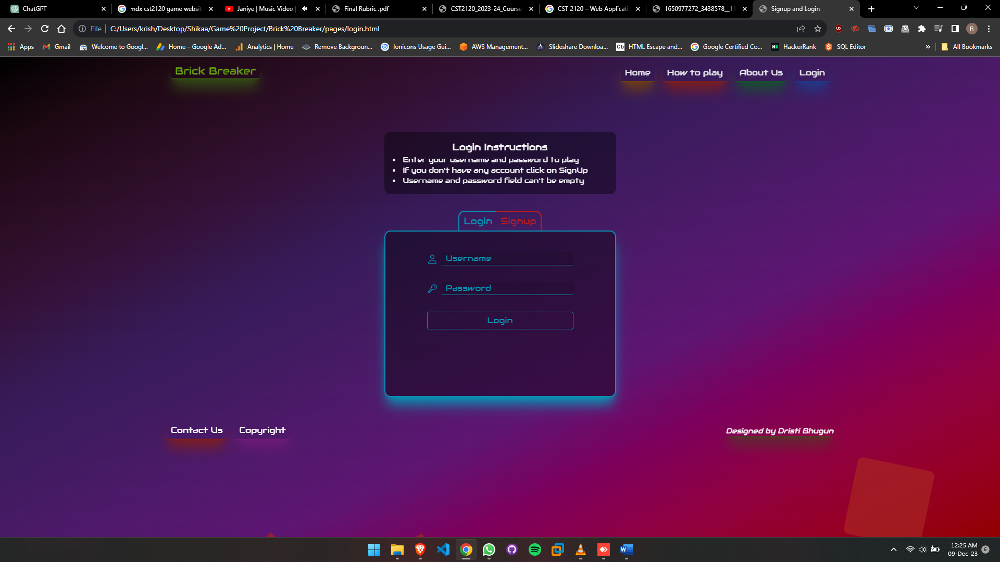 ChatGPT
mdx cst2120 game websit
Janiye | Music Video |
Final Rubric .pdf
CST2120_2023-24_Course
CST 2120 – Web Applicati
1650977272_3438578__11
Signup and Login
File
C:/Users/krish/Desktop/Shikaa/Game%20Project/Brick%20Breaker/pages/login.html
R
Apps
Gmail
Welcome to Googl...
Home – Google Ad...
Analytics | Home
Remove Backgroun...
Ionicons Usage Gui...
AWS Management...
Slideshare Downloa...
Cb
HTML Escape and...
Google Certified Co...
HackerRank
SQL Editor
»
All Bookmarks
Brick Breaker
Home
How to play
About Us
Login
Login Instructions
• Enter your username and password to play
• If you don't have any account click on SignUp
• Username and password field can't be empty
Login
Signup
Username
Password
Login
Contact Us
Copyright
Designed by Dristi Bhugun
12:25 AM
09-Dec-23
6